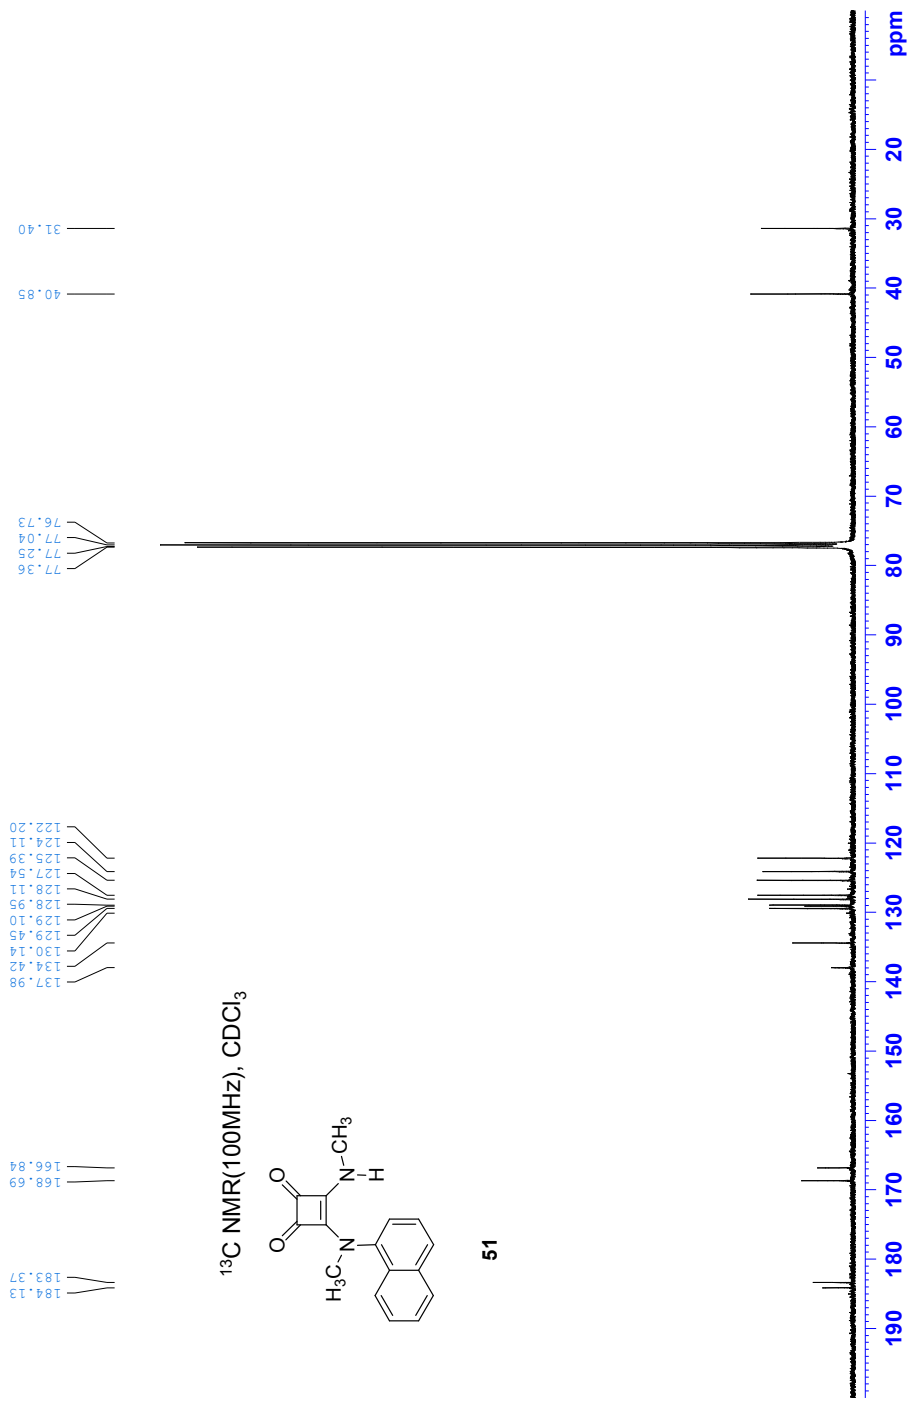 184.13
183.37
168.69
166.84
137.98
134.42
130.14
129.45
129.10
128.95
128.11
127.54
125.39
124.11
122.20
77.36
77.25
77.04
76.73
40.85
31.40
¹³C NMR(100MHz), CDCl₃
O
O
H₃C
N
N
CH₃
H
51
190 180 170 160 150 140 130 120 110 100 90 80 70 60 50 40 30 20 ppm